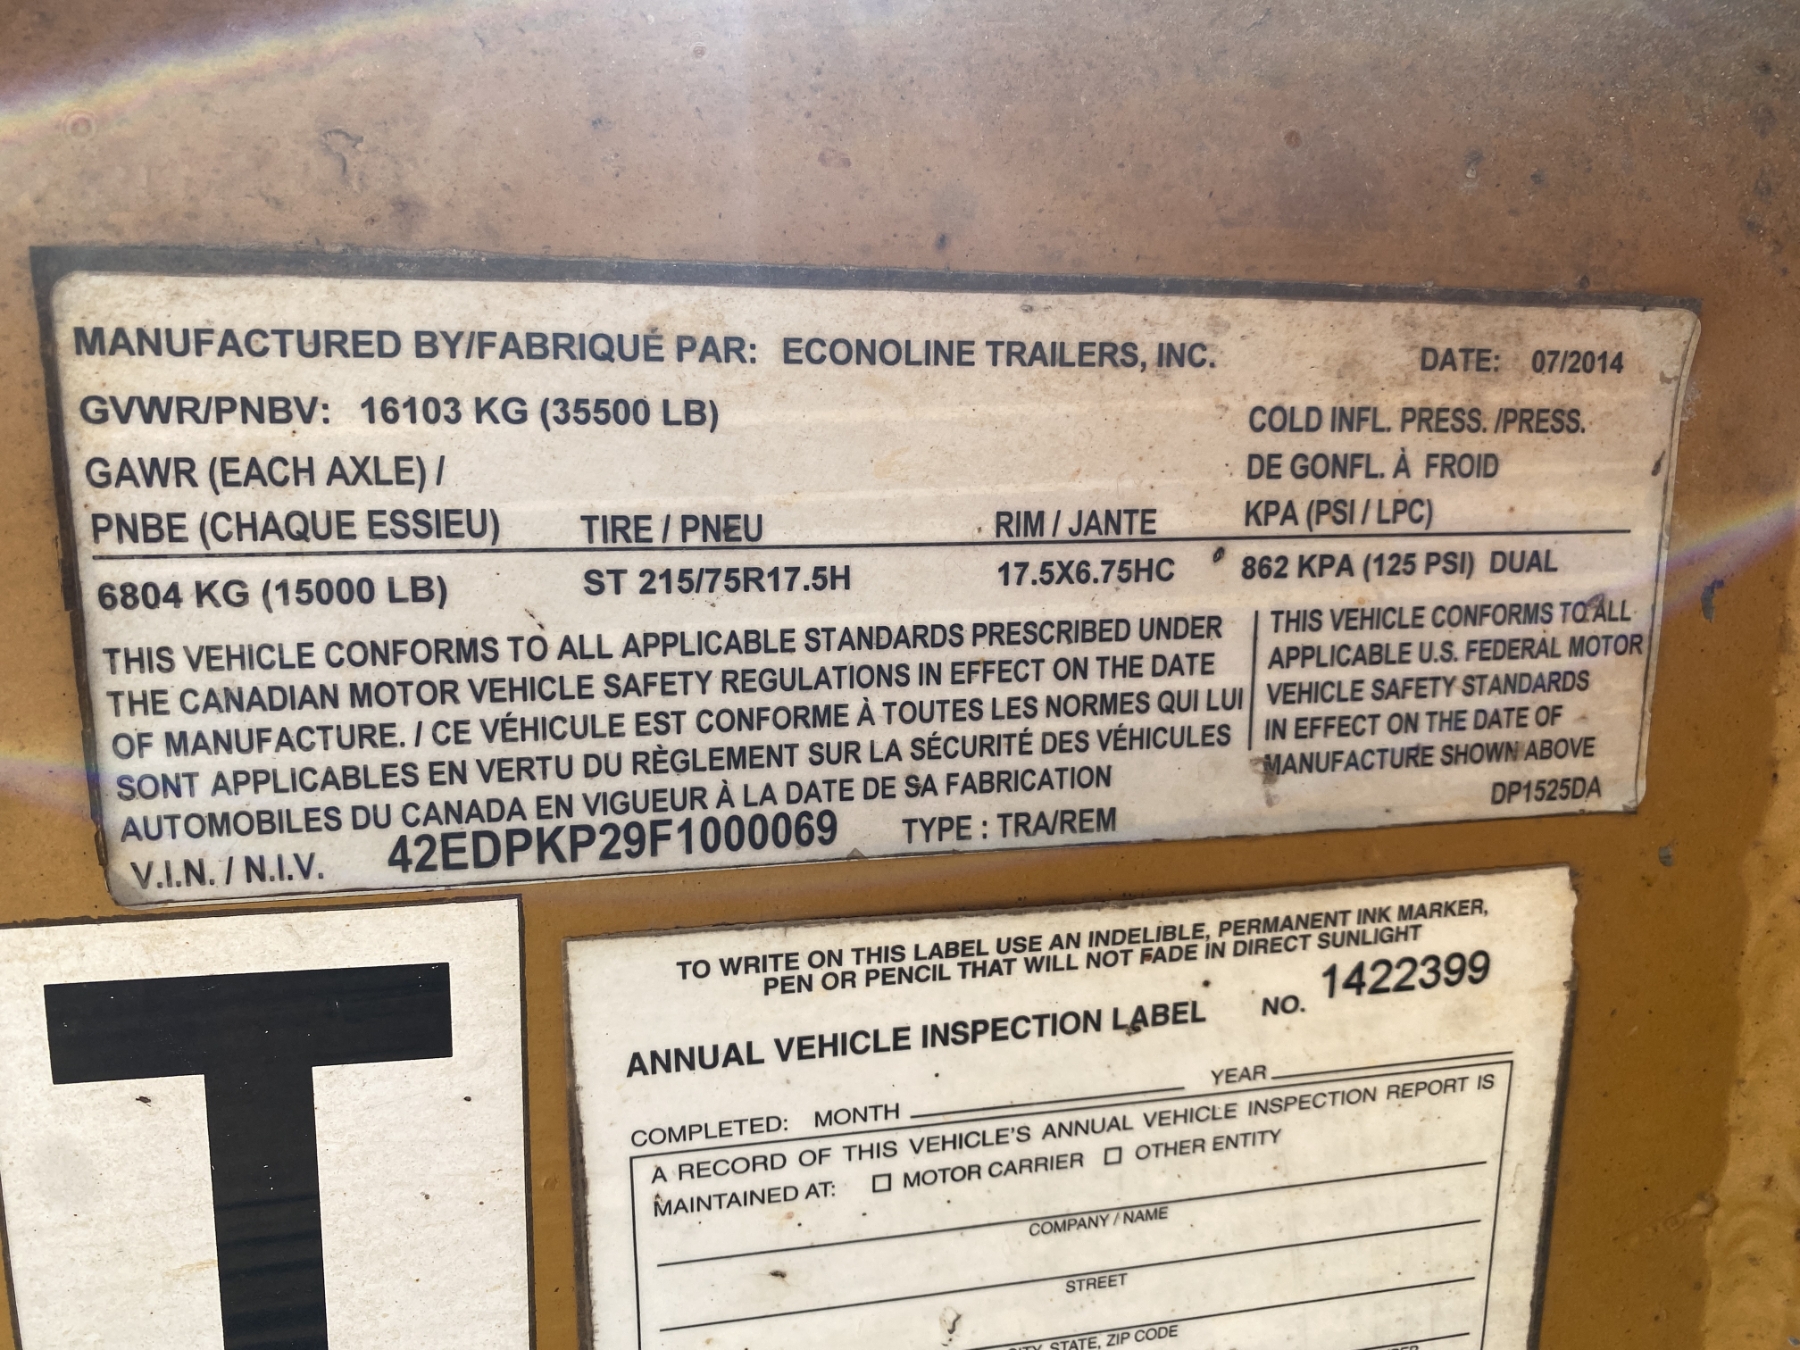 MANUFACTURED BY/FABRIQUÉ PAR: ECONOLINE TRAILERS, INC. DATE: 07/2014
GVWR/PNBV: 16103 KG (35500 LB)
COLD INFL. PRESS. /PRESS.
GAWR (EACH AXLE) /
DE GONFL. À FROID
PNBE (CHAQUE ESSIEU) TIRE / PNEU RIM / JANTE KPA (PSI / LPC)
6804 KG (15000 LB) ST 215/75R17.5H 17.5X6.75HC 862 KPA (125 PSI) DUAL
THIS VEHICLE CONFORMS TO ALL APPLICABLE STANDARDS PRESCRIBED UNDER
THE CANADIAN MOTOR VEHICLE SAFETY REGULATIONS IN EFFECT ON THE DATE
OF MANUFACTURE. / CE VÉHICULE EST CONFORME À TOUTES LES NORMES QUI LUI
SONT APPLICABLES EN VERTU DU RÈGLEMENT SUR LA SÉCURITÉ DES VÉHICULES
AUTOMOBILES DU CANADA EN VIGUEUR À LA DATE DE SA FABRICATION
THIS VEHICLE CONFORMS TO ALL
APPLICABLE U.S. FEDERAL MOTOR
VEHICLE SAFETY STANDARDS
IN EFFECT ON THE DATE OF
MANUFACTURE SHOWN ABOVE
DP1525DA
V.I.N. / N.I.V. 42EDPKP29F1000069 TYPE : TRA/REM
T
TO WRITE ON THIS LABEL USE AN INDELIBLE, PERMANENT INK MARKER,
PEN OR PENCIL THAT WILL NOT FADE IN DIRECT SUNLIGHT
ANNUAL VEHICLE INSPECTION LABEL NO. 1422399
COMPLETED: MONTH YEAR
A RECORD OF THIS VEHICLE'S ANNUAL VEHICLE INSPECTION REPORT IS
MAINTAINED AT: ☐ MOTOR CARRIER ☐ OTHER ENTITY
COMPANY / NAME
STREET
STATE, ZIP CODE